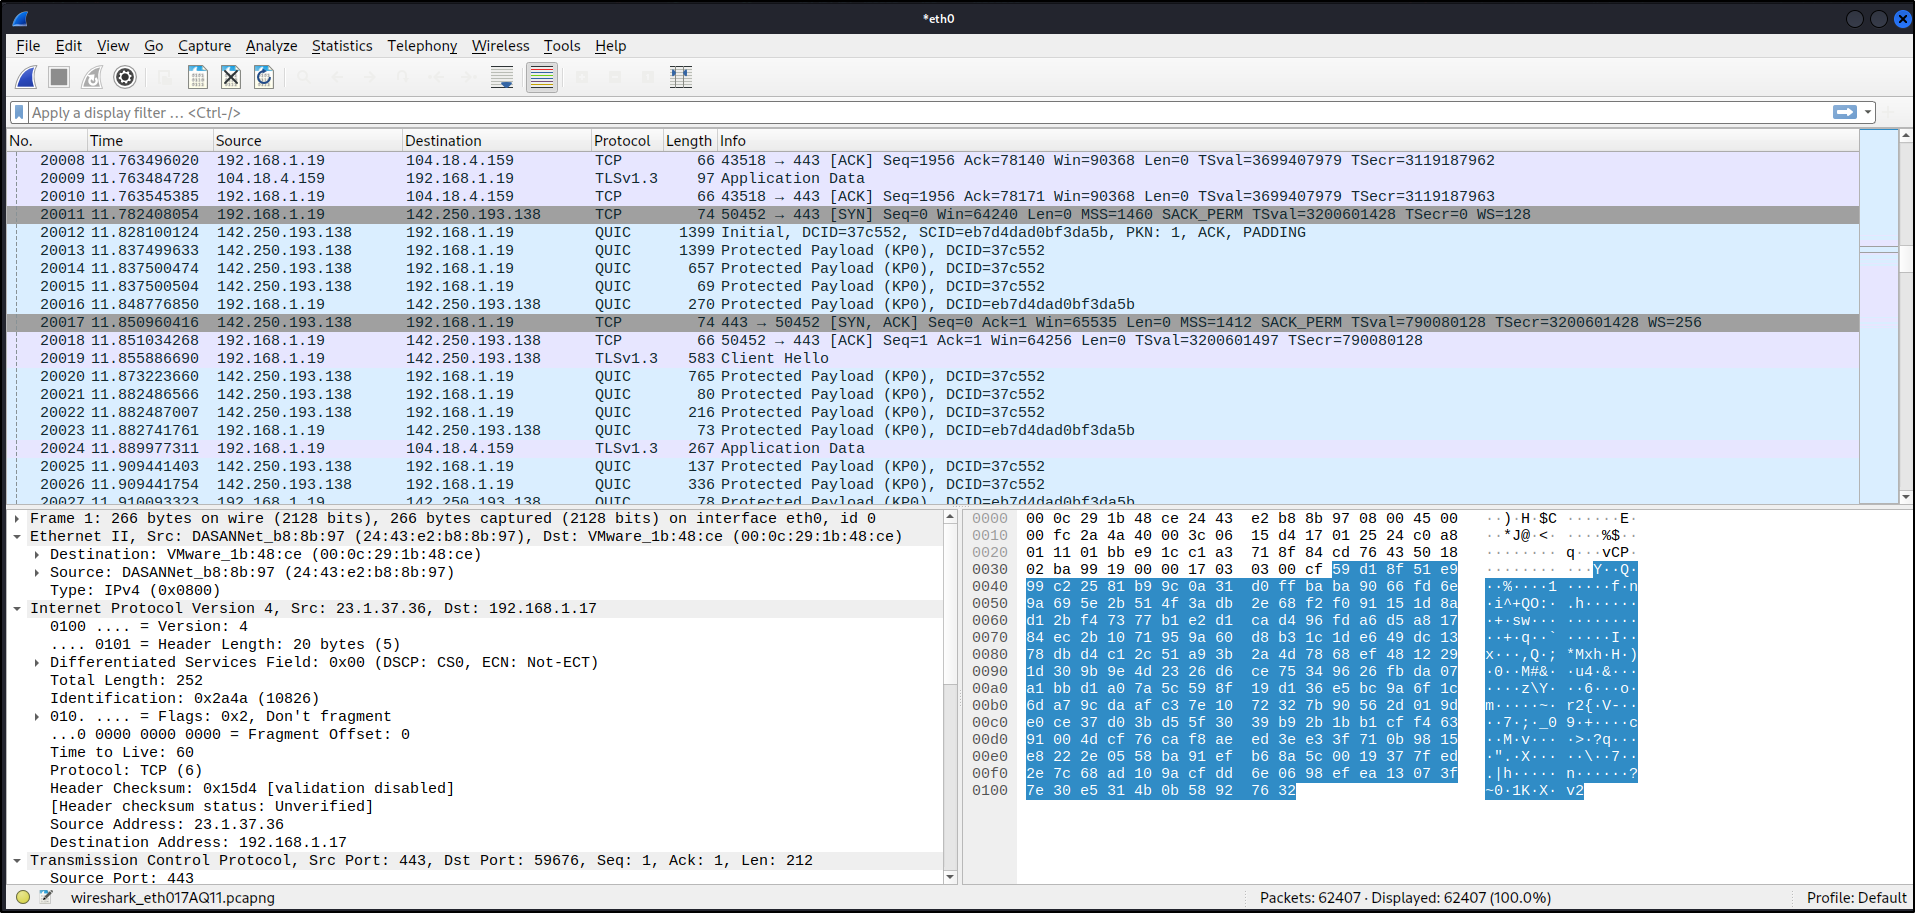 *eth0
File Edit View Go Capture Analyze Statistics Telephony Wireless Tools Help
Apply a display filter … <Ctrl-/>
No. Time Source Destination Protocol Length Info
20008 11.763496020 192.168.1.19 104.18.4.159 TCP 66 43518 → 443 [ACK] Seq=1956 Ack=78140 Win=90368 Len=0 TSval=3699407979 TSecr=3119187962
20009 11.763484728 104.18.4.159 192.168.1.19 TLSv1.3 97 Application Data
20010 11.763545385 192.168.1.19 104.18.4.159 TCP 66 43518 → 443 [ACK] Seq=1956 Ack=78171 Win=90368 Len=0 TSval=3699407979 TSecr=3119187963
20011 11.782408054 192.168.1.19 142.250.193.138 TCP 74 50452 → 443 [SYN] Seq=0 Win=64240 Len=0 MSS=1460 SACK_PERM TSval=3200601428 TSecr=0 WS=128
20012 11.828100124 142.250.193.138 192.168.1.19 QUIC 1399 Initial, DCID=37c552, SCID=eb7d4dad0bf3da5b, PKN: 1, ACK, PADDING
20013 11.837499633 142.250.193.138 192.168.1.19 QUIC 1399 Protected Payload (KP0), DCID=37c552
20014 11.837500474 142.250.193.138 192.168.1.19 QUIC 657 Protected Payload (KP0), DCID=37c552
20015 11.837500504 142.250.193.138 192.168.1.19 QUIC 69 Protected Payload (KP0), DCID=37c552
20016 11.848776850 192.168.1.19 142.250.193.138 QUIC 270 Protected Payload (KP0), DCID=eb7d4dad0bf3da5b
20017 11.850960416 142.250.193.138 192.168.1.19 TCP 74 443 → 50452 [SYN, ACK] Seq=0 Ack=1 Win=65535 Len=0 MSS=1412 SACK_PERM TSval=790080128 TSecr=3200601428 WS=256
20018 11.851034268 192.168.1.19 142.250.193.138 TCP 66 50452 → 443 [ACK] Seq=1 Ack=1 Win=64256 Len=0 TSval=3200601497 TSecr=790080128
20019 11.855886690 192.168.1.19 142.250.193.138 TLSv1.3 583 Client Hello
20020 11.873223660 142.250.193.138 192.168.1.19 QUIC 765 Protected Payload (KP0), DCID=37c552
20021 11.882486566 142.250.193.138 192.168.1.19 QUIC 80 Protected Payload (KP0), DCID=37c552
20022 11.882487007 142.250.193.138 192.168.1.19 QUIC 216 Protected Payload (KP0), DCID=37c552
20023 11.882741761 192.168.1.19 142.250.193.138 QUIC 73 Protected Payload (KP0), DCID=eb7d4dad0bf3da5b
20024 11.889977311 192.168.1.19 104.18.4.159 TLSv1.3 267 Application Data
20025 11.909441403 142.250.193.138 192.168.1.19 QUIC 137 Protected Payload (KP0), DCID=37c552
20026 11.909441754 142.250.193.138 192.168.1.19 QUIC 336 Protected Payload (KP0), DCID=37c552
20027 11.910093323 192.168.1.19 142.250.193.138 QUIC 78 Protected Payload (KP0), DCID=eb7d4dad0bf3da5b
Frame 1: 266 bytes on wire (2128 bits), 266 bytes captured (2128 bits) on interface eth0, id 0
Ethernet II, Src: DASANNet_b8:8b:97 (24:43:e2:b8:8b:97), Dst: VMware_1b:48:ce (00:0c:29:1b:48:ce)
Destination: VMware_1b:48:ce (00:0c:29:1b:48:ce)
Source: DASANNet_b8:8b:97 (24:43:e2:b8:8b:97)
Type: IPv4 (0x0800)
Internet Protocol Version 4, Src: 23.1.37.36, Dst: 192.168.1.17
0100 .... = Version: 4
.... 0101 = Header Length: 20 bytes (5)
Differentiated Services Field: 0x00 (DSCP: CS0, ECN: Not-ECT)
Total Length: 252
Identification: 0x2a4a (10826)
010. .... = Flags: 0x2, Don't fragment
...0 0000 0000 0000 = Fragment Offset: 0
Time to Live: 60
Protocol: TCP (6)
Header Checksum: 0x15d4 [validation disabled]
[Header checksum status: Unverified]
Source Address: 23.1.37.36
Destination Address: 192.168.1.17
Transmission Control Protocol, Src Port: 443, Dst Port: 59676, Seq: 1, Ack: 1, Len: 212
Source Port: 443
0000 00 0c 29 1b 48 ce 24 43 e2 b8 8b 97 08 00 45 00 ··)·H·$C ······E·
0010 00 fc 2a 4a 40 00 3c 06 15 d4 17 01 25 24 c0 a8 ··*J@·<· ····%$··
0020 01 11 01 bb e9 1c c1 a3 71 8f 84 cd 76 43 50 18 ········ q···vCP·
0030 02 ba 99 19 00 00 17 03 03 00 cf 59 d1 8f 51 e9 ········ ···Y··Q·
0040 99 c2 25 81 b9 9c 0a 31 d0 ff ba ba 90 66 fd 6e ··%····1 ·····f·n
0050 9a 69 5e 2b 51 4f 3a db 2e 68 f2 f0 91 15 1d 8a ·i^+QO:· .h······
0060 d1 2b f4 73 77 b1 e2 d1 ca d4 96 fd a6 d5 a8 17 ·+·sw··· ········
0070 84 ec 2b 10 71 95 9a 60 d8 b3 1c 1d e6 49 dc 13 ··+·q··` ·····I··
0080 78 db d4 c1 2c 51 a9 3b 2a 4d 78 68 ef 48 12 29 x···,Q·; *Mxh·H·)
0090 1d 30 9b 9e 4d 23 26 d6 ce 75 34 96 26 fb da 07 ·0··M#&· ·u4·&···
00a0 a1 bb d1 a0 7a 5c 59 8f 19 d1 36 e5 bc 9a 6f 1c ····z\Y· ··6···o·
00b0 6d a7 9c da af c3 7e 10 72 32 7b 90 56 2d 01 9d m·····~· r2{·V-··
00c0 e0 ce 37 d0 3b d5 5f 30 39 b9 2b 1b b1 cf f4 63 ··7·;·_0 9·+····c
00d0 91 00 4d cf 76 ca f8 ae ed 3e e3 3f 71 0b 98 15 ··M·v··· ·>·?q···
00e0 e8 22 2e 05 58 ba 91 ef b6 8a 5c 00 19 37 7f ed ·".·X··· ··\··7··
00f0 2e 7c 68 ad 10 9a cf dd 6e 06 98 ef ea 13 07 3f .|h····· n······?
0100 7e 30 e5 31 4b 0b 58 92 76 32 ~0·1K·X· v2
wireshark_eth017AQ11.pcapng
Packets: 62407 · Displayed: 62407 (100.0%)
Profile: Default